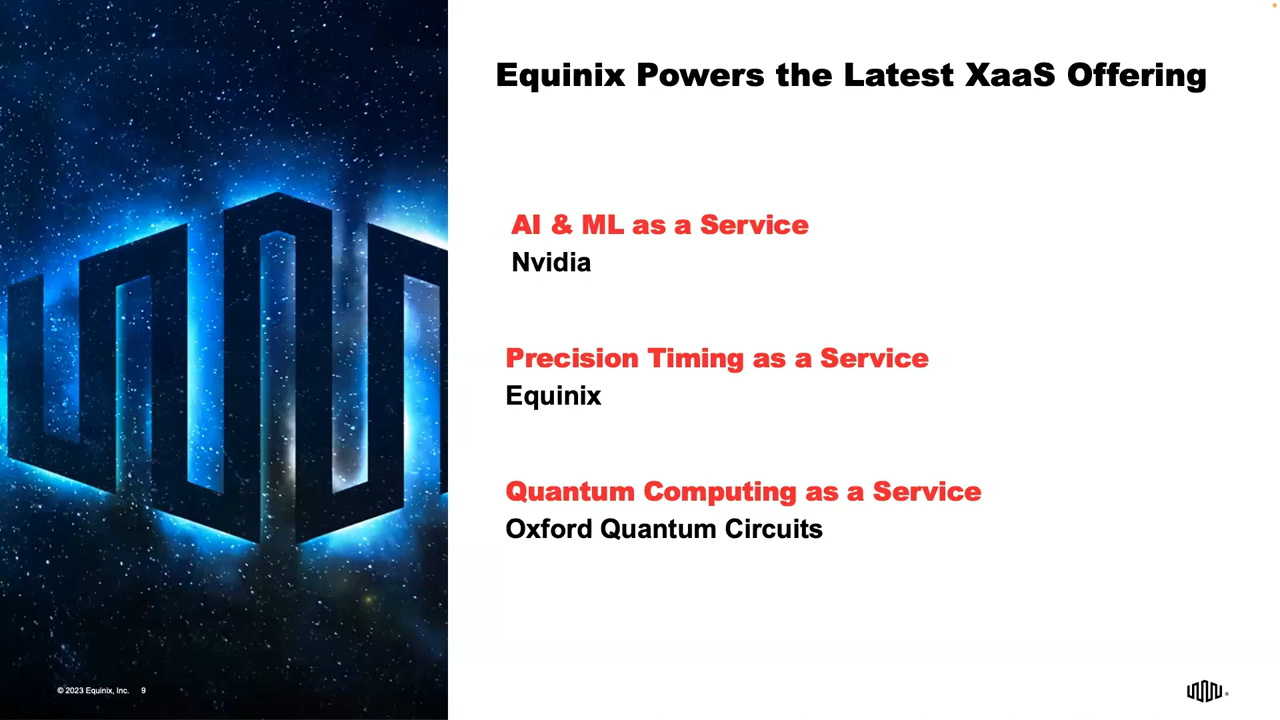 Equinix Powers the Latest XaaS Offering
AI & ML as a Service
Nvidia
Precision Timing as a Service
Equinix
Quantum Computing as a Service
Oxford Quantum Circuits
© 2023 Equinix, Inc. 9